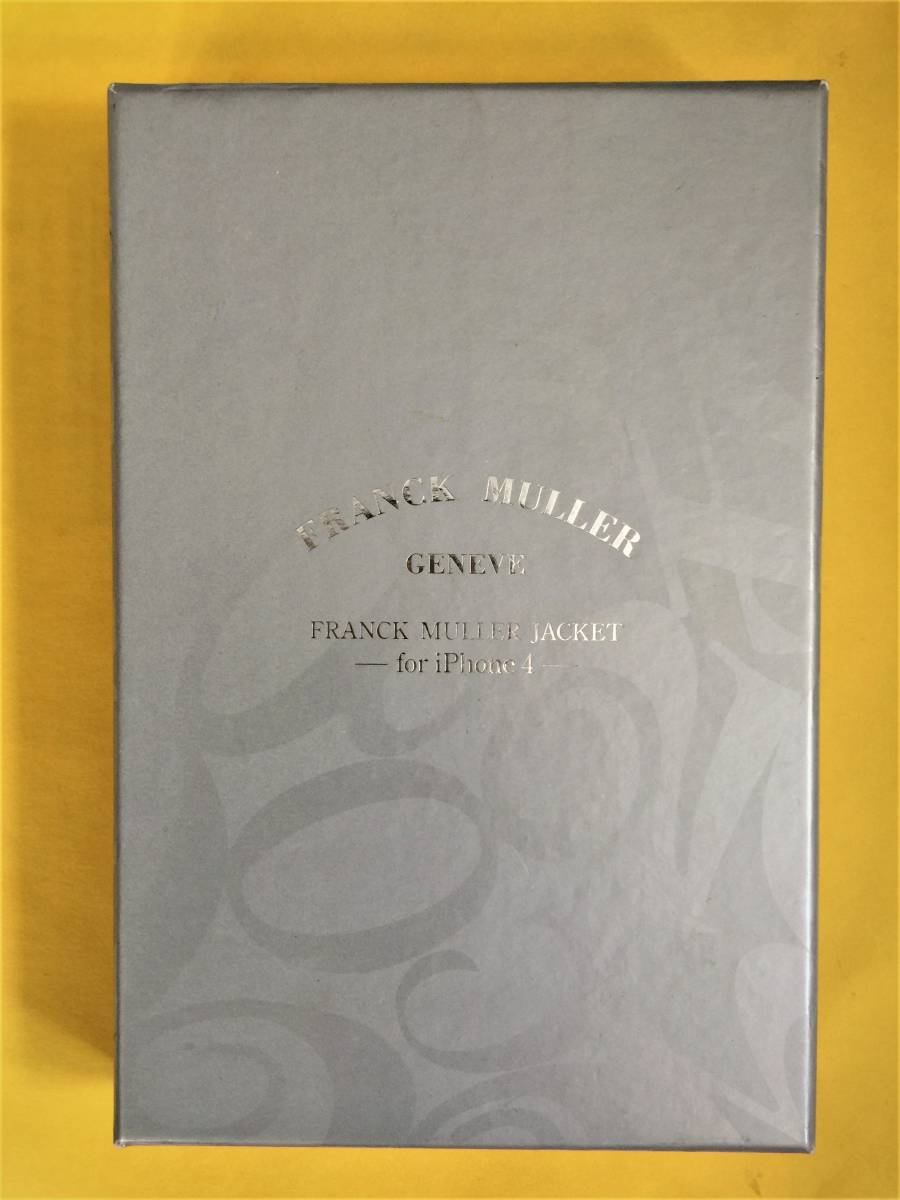 FRANCK MULLER
GENEVE
FRANCK MULLER JACKET
— for iPhone 4 —